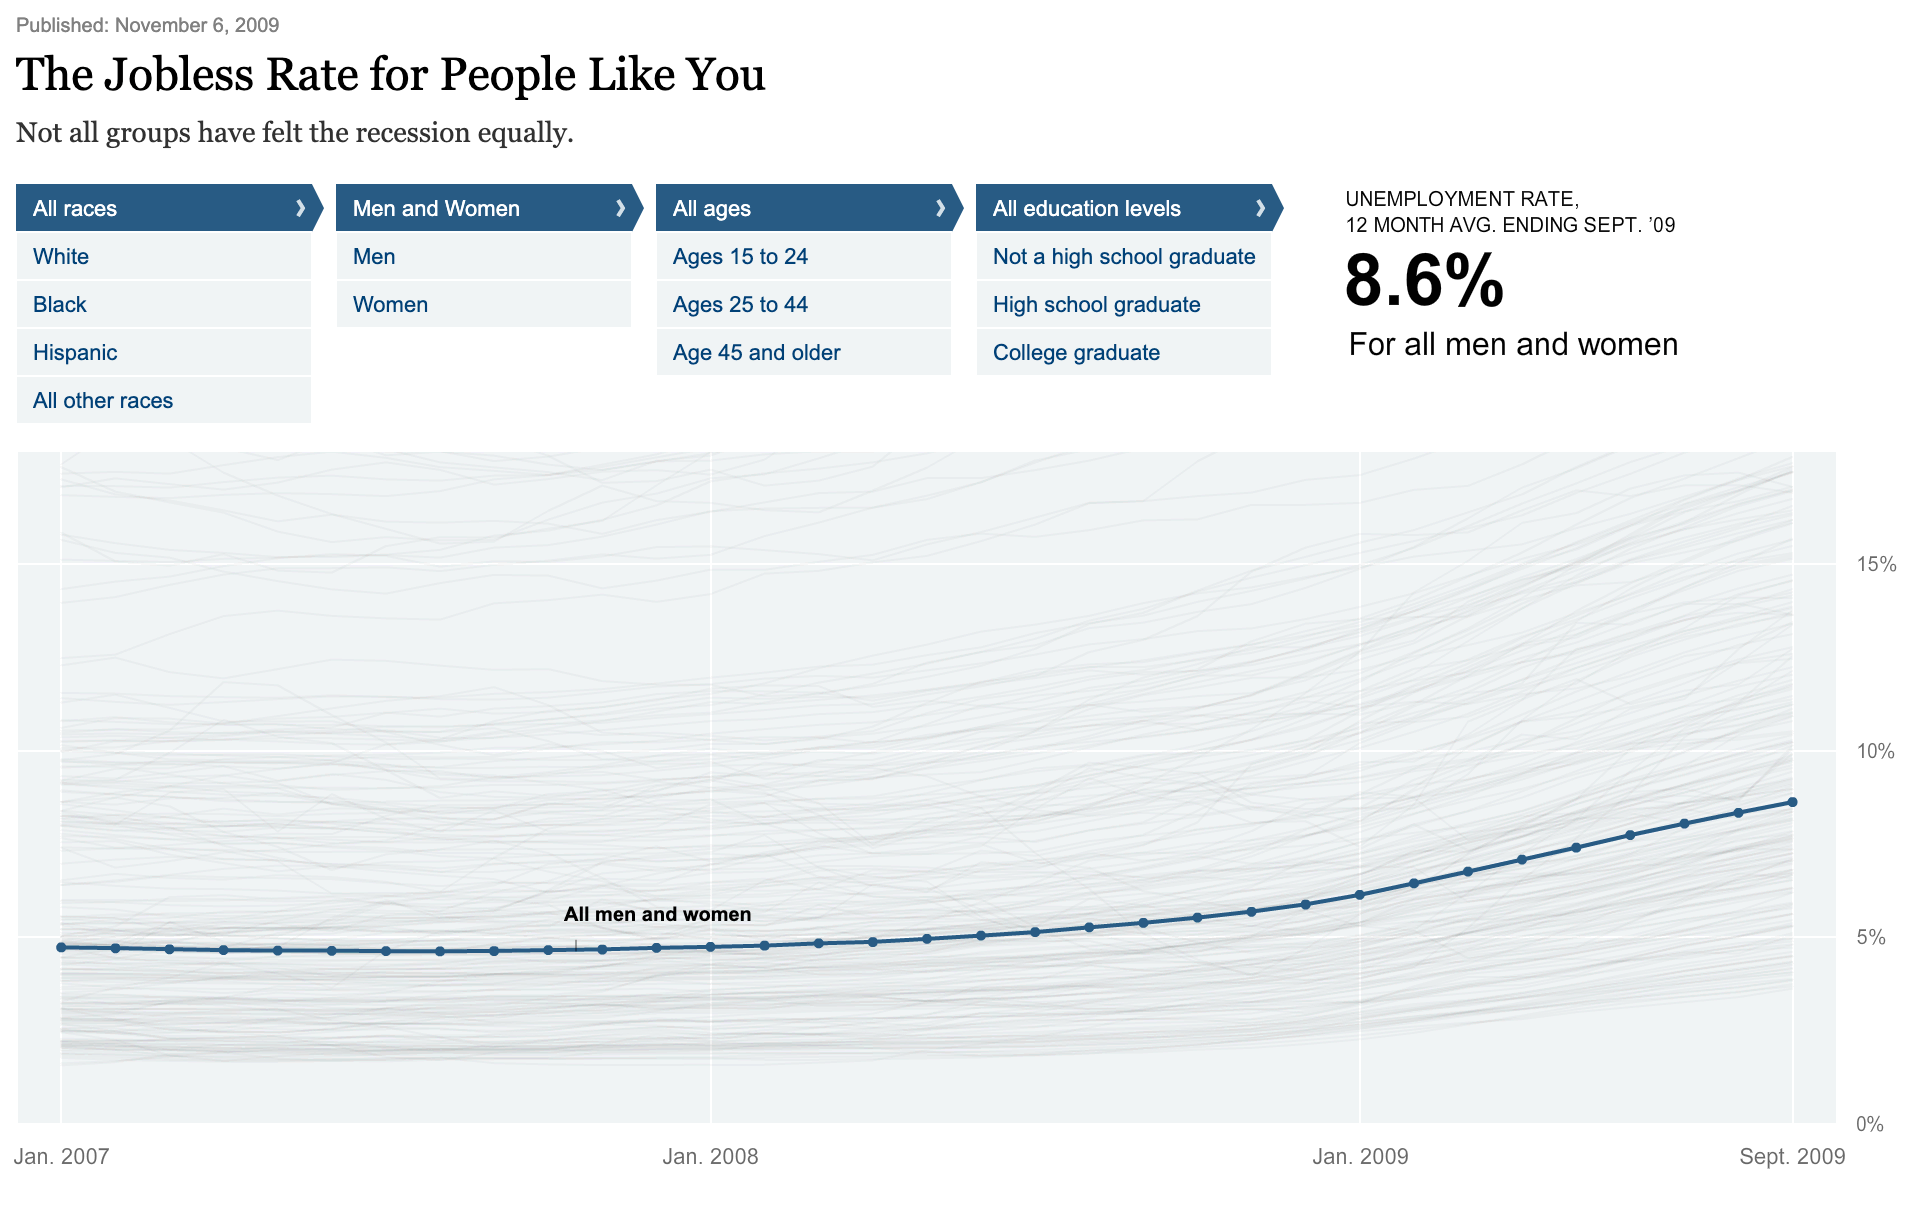 Published: November 6, 2009
The Jobless Rate for People Like You
Not all groups have felt the recession equally.
All races
White
Black
Hispanic
All other races
Men and Women
Men
Women
All ages
Ages 15 to 24
Ages 25 to 44
Age 45 and older
All education levels
Not a high school graduate
High school graduate
College graduate
UNEMPLOYMENT RATE,
12 MONTH AVG. ENDING SEPT. ’09
8.6%
For all men and women
15%
10%
All men and women
5%
0%
Jan. 2007
Jan. 2008
Jan. 2009
Sept. 2009